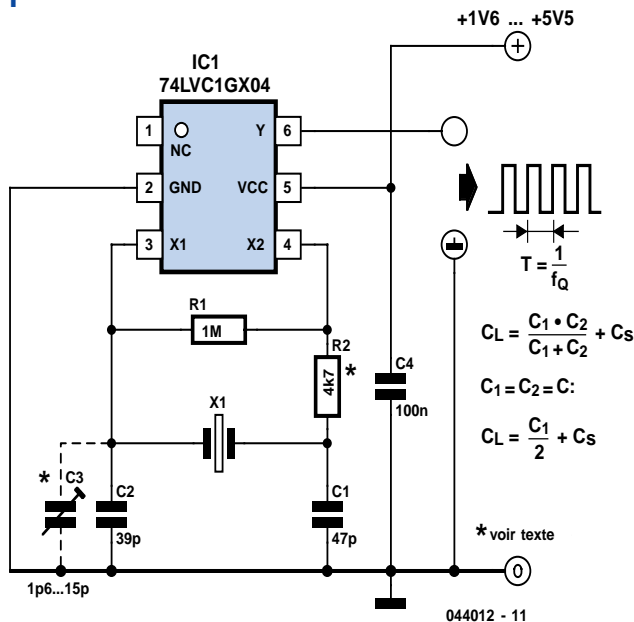 +1V6 ... +5V5
IC1
74LVC1GX04
1
NC
Y
6
2
GND
VCC
5
3
X1
X2
4
T = 1/fQ
R1
1M
R2
4k7
*
C4
100n
X1
CL = C1 • C2 / C1 + C2 + CS
C1 = C2 = C:
CL = C1/2 + CS
*
C3
1p6...15p
C2
39p
C1
47p
* voir texte
0
044012 - 11